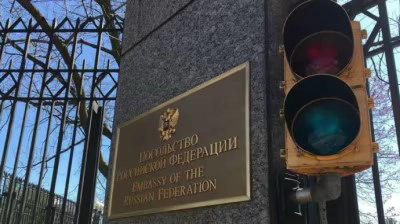 ПОСОЛЬСТВО
РОССИЙСКОЙ ФЕДЕРАЦИИ
EMBASSY OF THE
RUSSIAN FEDERATION